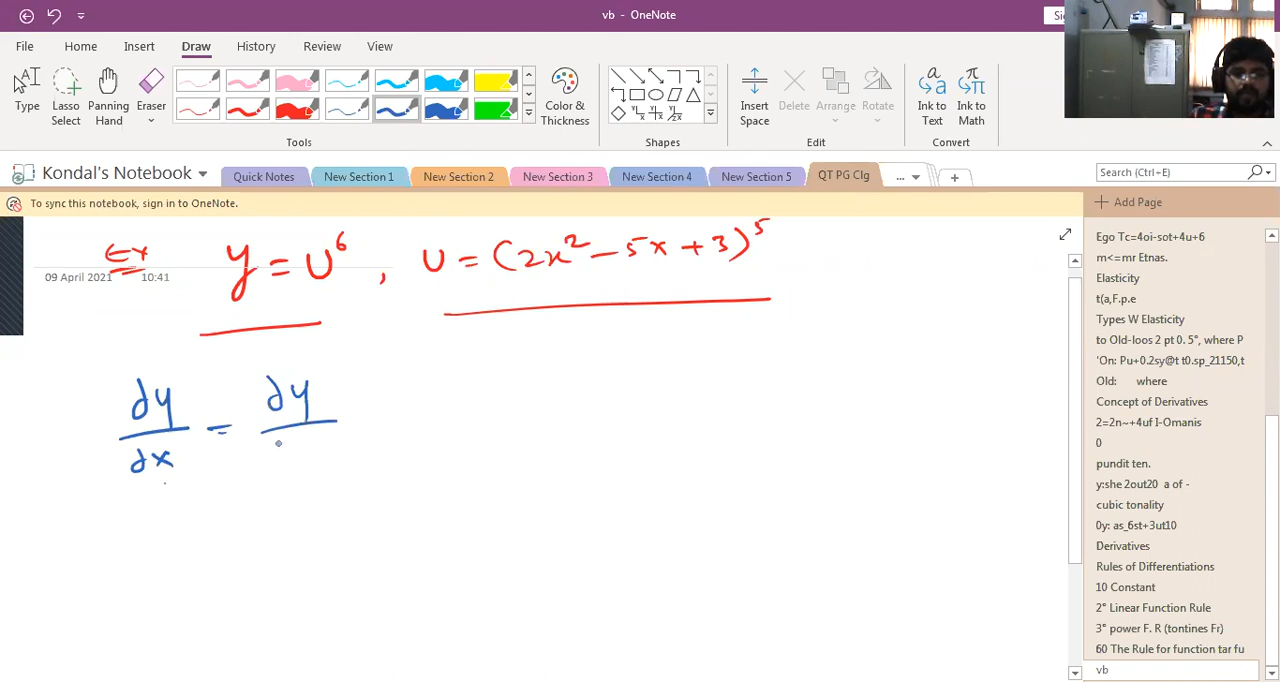 vb - OneNote
File Home Insert Draw History Review View
Type
Lasso Select
Panning Hand
Eraser
Color & Thickness
Insert Space
Delete
Arrange
Rotate
Ink to Text
Ink to Math
Tools
Shapes
Edit
Convert
Kondal's Notebook
Quick Notes New Section 1 New Section 2 New Section 3 New Section 4 New Section 5 QT PG Clg ...
Search (Ctrl+E)
To sync this notebook, sign in to OneNote.
Add Page
Ex y = U⁶, U = (2x² – 5x + 3)⁵
09 April 2021 10:41
∂y/∂x = ∂y
Ego Tc=4oi-sot+4u+6
m<=mr Etnas.
Elasticity
t(a,F.p.e
Types W Elasticity
to Old-Ioos 2 pt 0. 5°, where P
'On: Pu+0.2sy@t t0.sp_21150,t
Old: where
Concept of Derivatives
2=2n~+4uf I-Omanis
0
pundit ten.
y:she 2out20 a of -
cubic tonality
0y: as_6st+3ut10
Derivatives
Rules of Differentiations
10 Constant
2° Linear Function Rule
3° power F. R (tontines Fr)
60 The Rule for function tar fu
vb